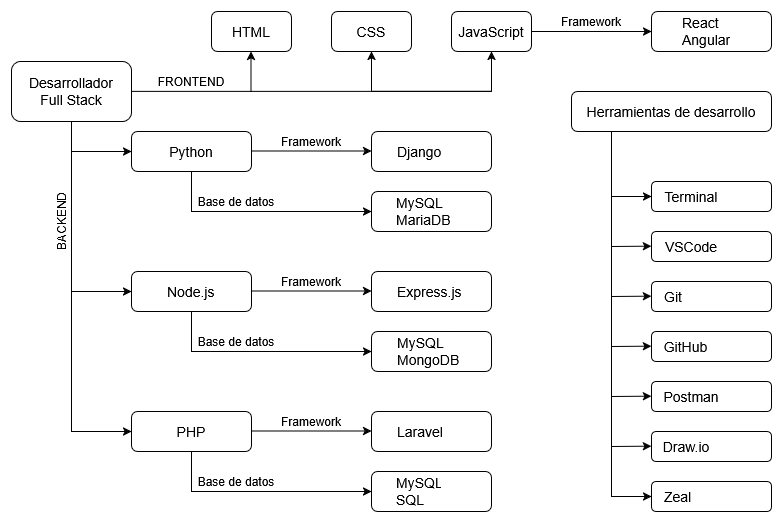 HTML
CSS
JavaScript
Framework
React
Angular
Desarrollador
Full Stack
FRONTEND
Herramientas de desarrollo
BACKEND
Python
Framework
Django
Base de datos
MySQL
MariaDB
Node.js
Framework
Express.js
Base de datos
MySQL
MongoDB
PHP
Framework
Laravel
Base de datos
MySQL
SQL
Terminal
VSCode
Git
GitHub
Postman
Draw.io
Zeal